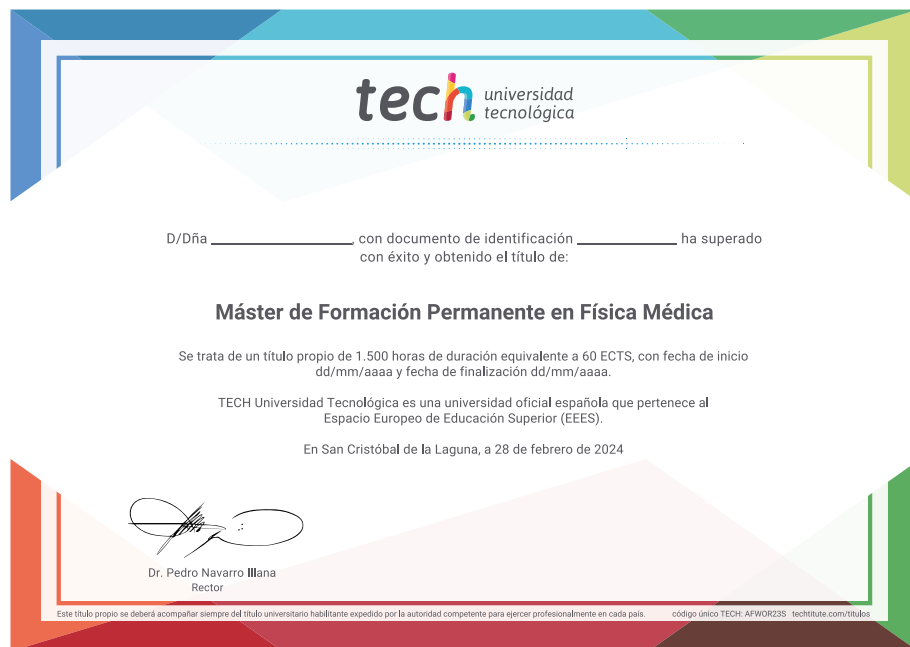 tech universidad
tecnológica
D/Dña ________________, con documento de identificación ___________ ha superado
con éxito y obtenido el título de:
Máster de Formación Permanente en Física Médica
Se trata de un título propio de 1.500 horas de duración equivalente a 60 ECTS, con fecha de inicio
dd/mm/aaaa y fecha de finalización dd/mm/aaaa.
TECH Universidad Tecnológica es una universidad oficial española que pertenece al
Espacio Europeo de Educación Superior (EEES).
En San Cristóbal de la Laguna, a 28 de febrero de 2024
Dr. Pedro Navarro Illana
Rector
Este título propio se deberá acompañar siempre del título universitario habilitante expedido por la autoridad competente para ejercer profesionalmente en cada país. código único TECH: AFWOR23S techtitute.com/titulos